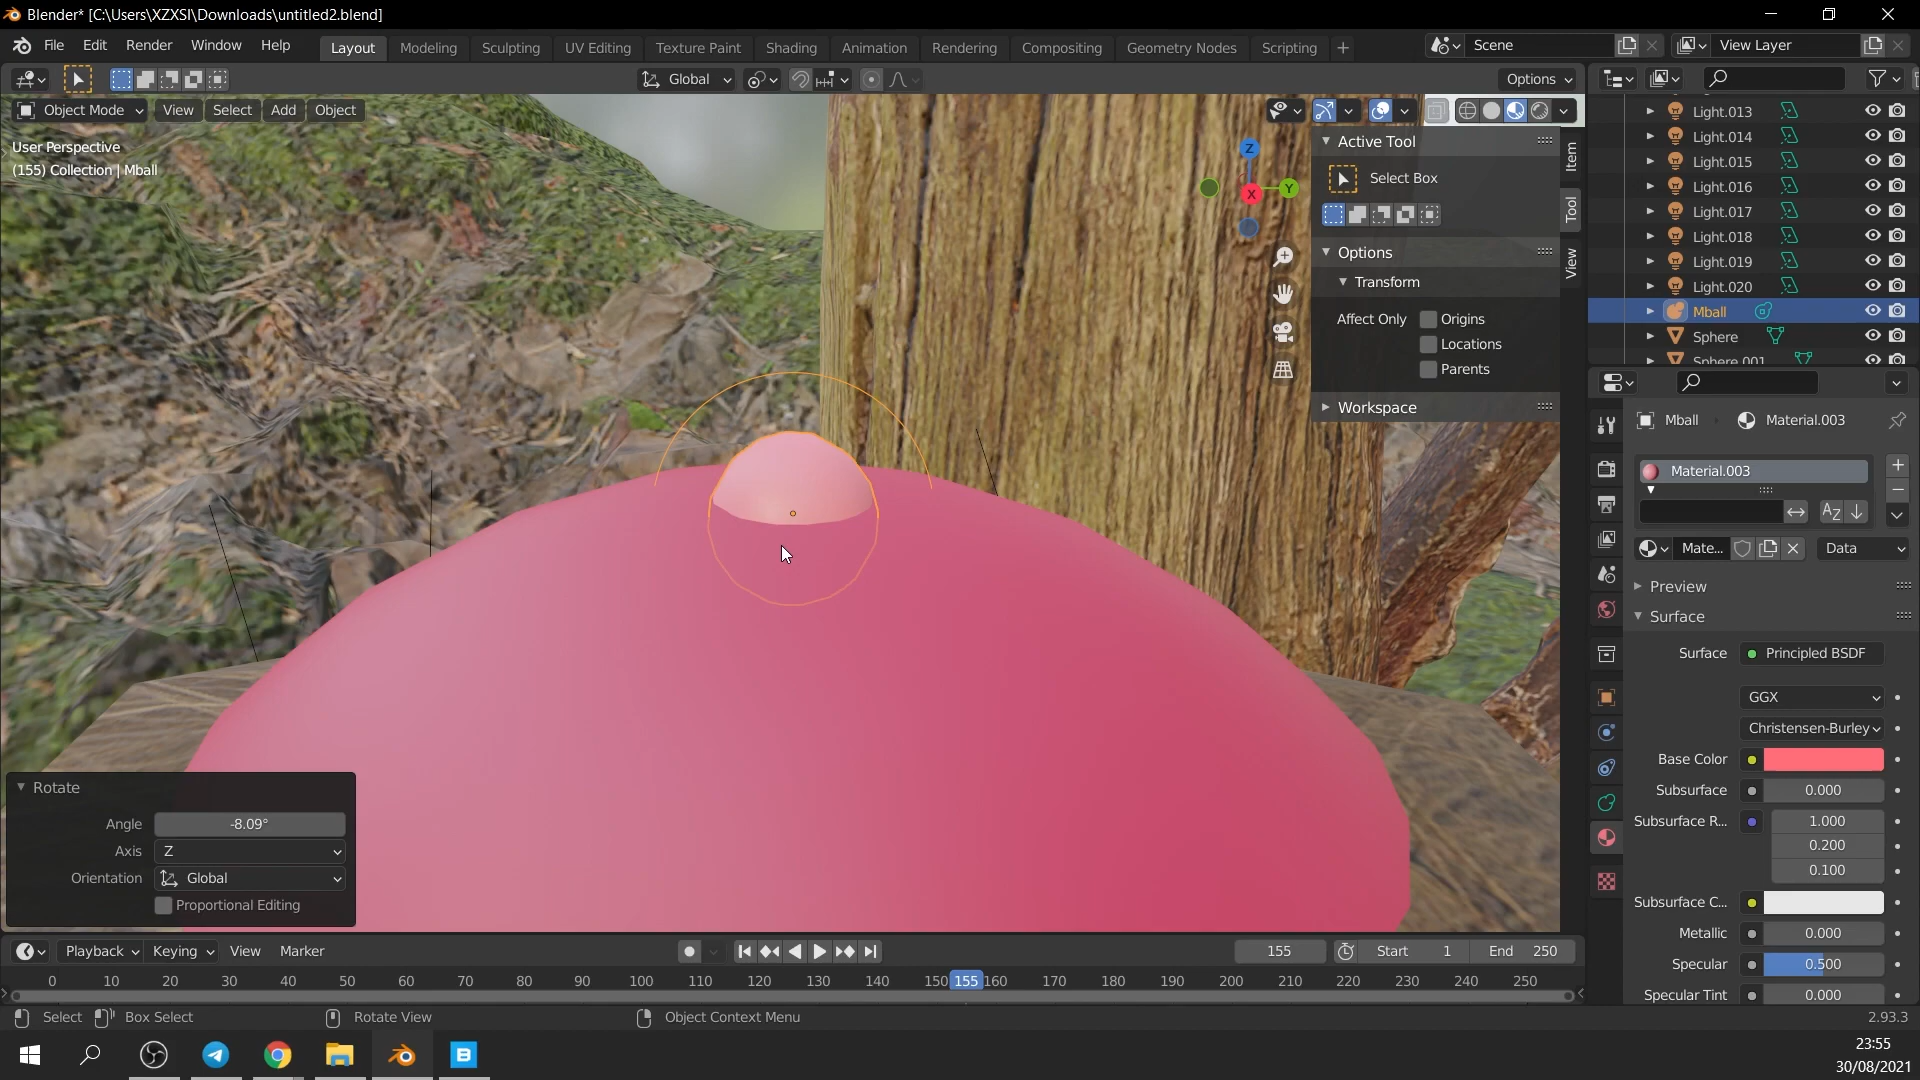 Blender* [C:\Users\XZXSI\Downloads\untitled2.blend]
File Edit Render Window Help
Layout Modeling Sculpting UV Editing Texture Paint Shading Animation Rendering Compositing Geometry Nodes Scripting +
Scene
View Layer
Global
Options
Object Mode View Select Add Object
User Perspective
(155) Collection | Mball
Z
Y
X
Active Tool
Select Box
Options
Transform
Affect Only Origins
Locations
Parents
Workspace
Item
Tool
View
Light.013
Light.014
Light.015
Light.016
Light.017
Light.018
Light.019
Light.020
Mball
Sphere
Sphere.001
Mball Material.003
Material.003
Mate... Data
Preview
Surface
Surface Principled BSDF
GGX
Christensen-Burley
Base Color
Subsurface 0.000
Subsurface R... 1.000
0.200
0.100
Subsurface C...
Metallic 0.000
Specular 0.500
Specular Tint 0.000
Rotate
Angle -8.09°
Axis Z
Orientation Global
Proportional Editing
Playback Keying View Marker
155 Start 1 End 250
0 10 20 30 40 50 60 70 80 90 100 110 120 130 140 150 155 160 170 180 190 200 210 220 230 240 250
Select Box Select Rotate View Object Context Menu 2.93.3
23:55
30/08/2021